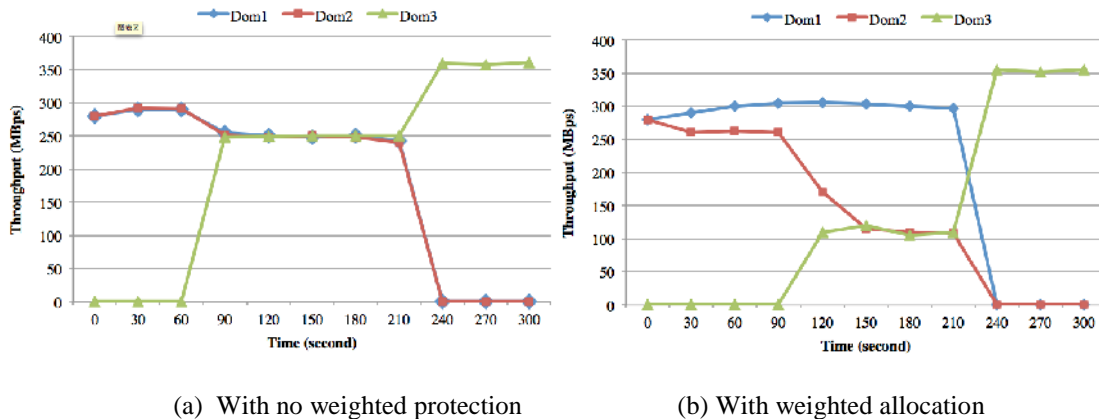 Dom1 Dom2 Dom3
400
350
300
250
200
150
100
50
0
Throughput (MBps)
0 30 60 90 120 150 180 210 240 270 300
Time (second)
(a) With no weighted protection
Dom1 Dom2 Dom3
400
350
300
250
200
150
100
50
0
Throughput (MBps)
0 30 60 90 120 150 180 210 240 270 300
Time (second)
(b) With weighted allocation